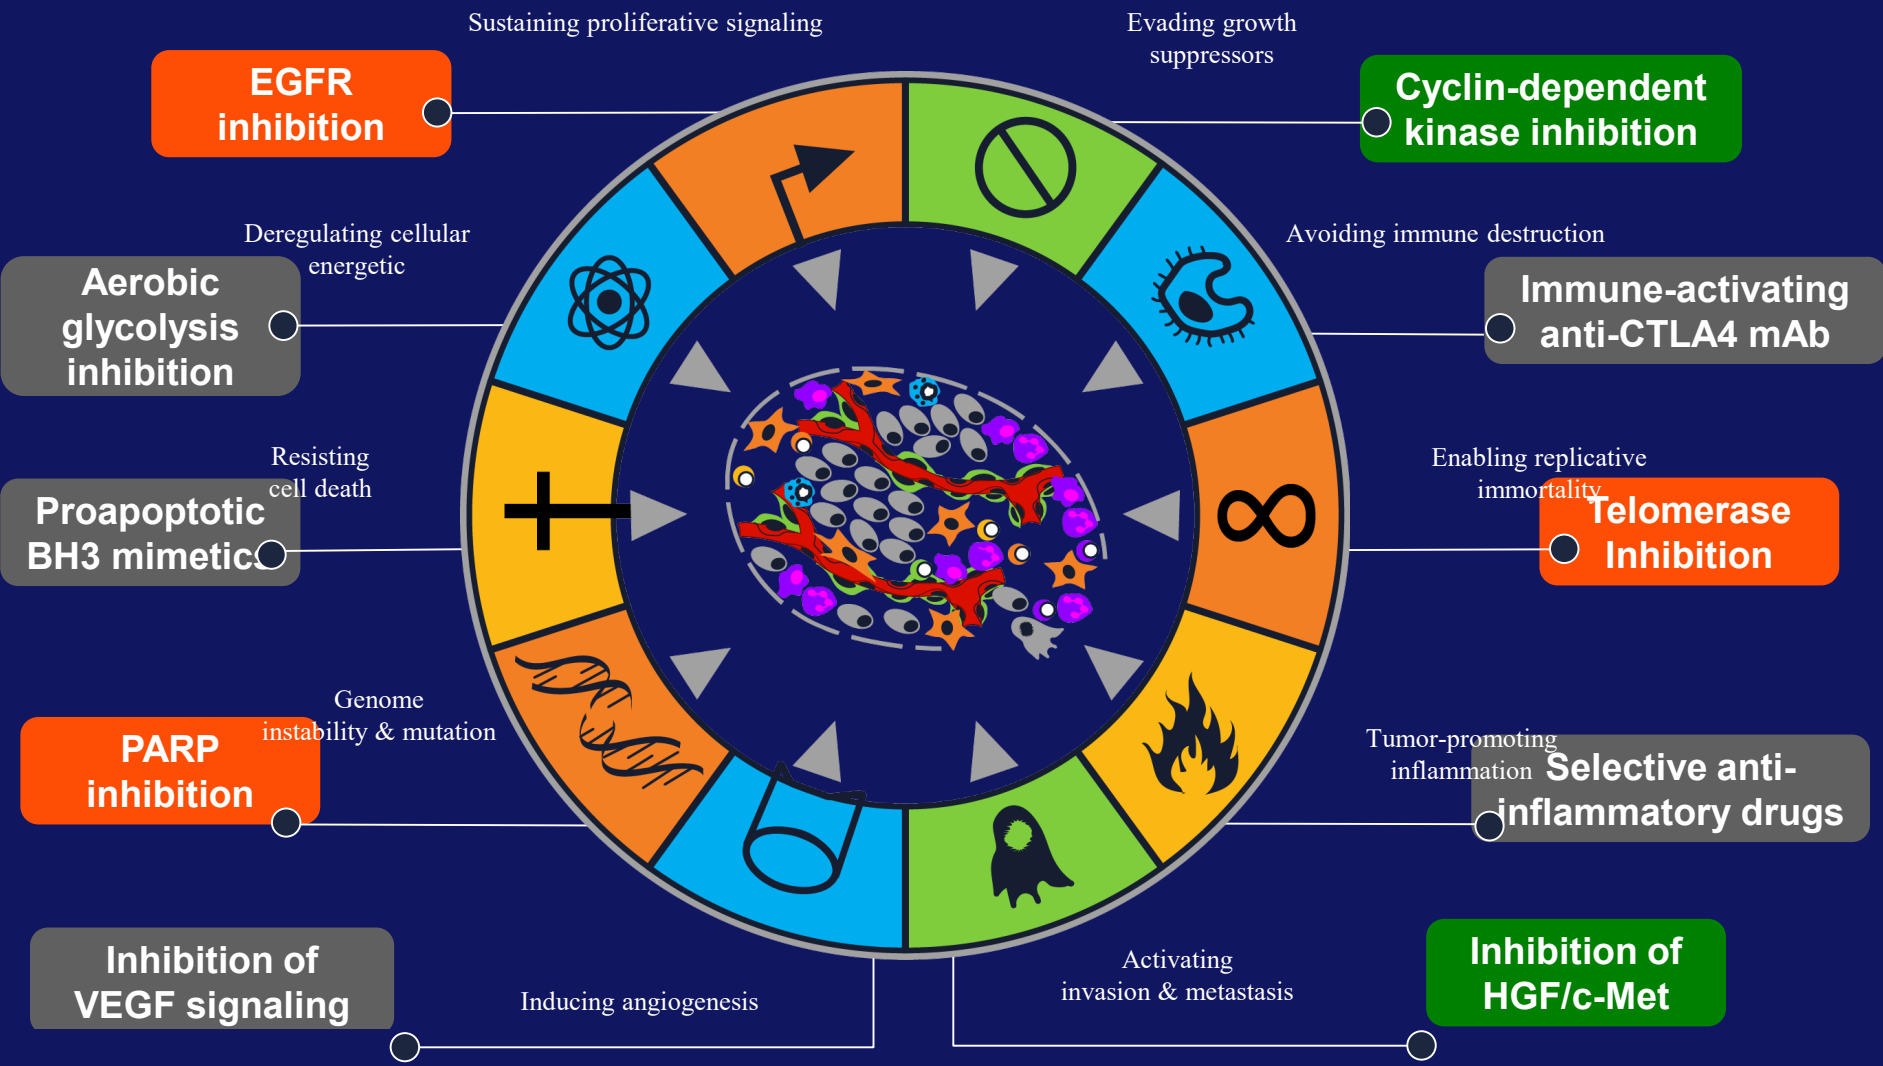 Sustaining proliferative signaling
Evading growth
suppressors
EGFR
inhibition
Cyclin-dependent
kinase inhibition
Deregulating cellular
energetic
Avoiding immune destruction
Aerobic
glycolysis
inhibition
Immune-activating
anti-CTLA4 mAb
Resisting
cell death
Enabling replicative
immortality
Proapoptotic
BH3 mimetics
Telomerase
Inhibition
Genome
instability & mutation
Tumor-promoting
inflammation
PARP
inhibition
Selective anti-
inflammatory drugs
Inhibition of
VEGF signaling
Inducing angiogenesis
Activating
invasion & metastasis
Inhibition of
HGF/c-Met